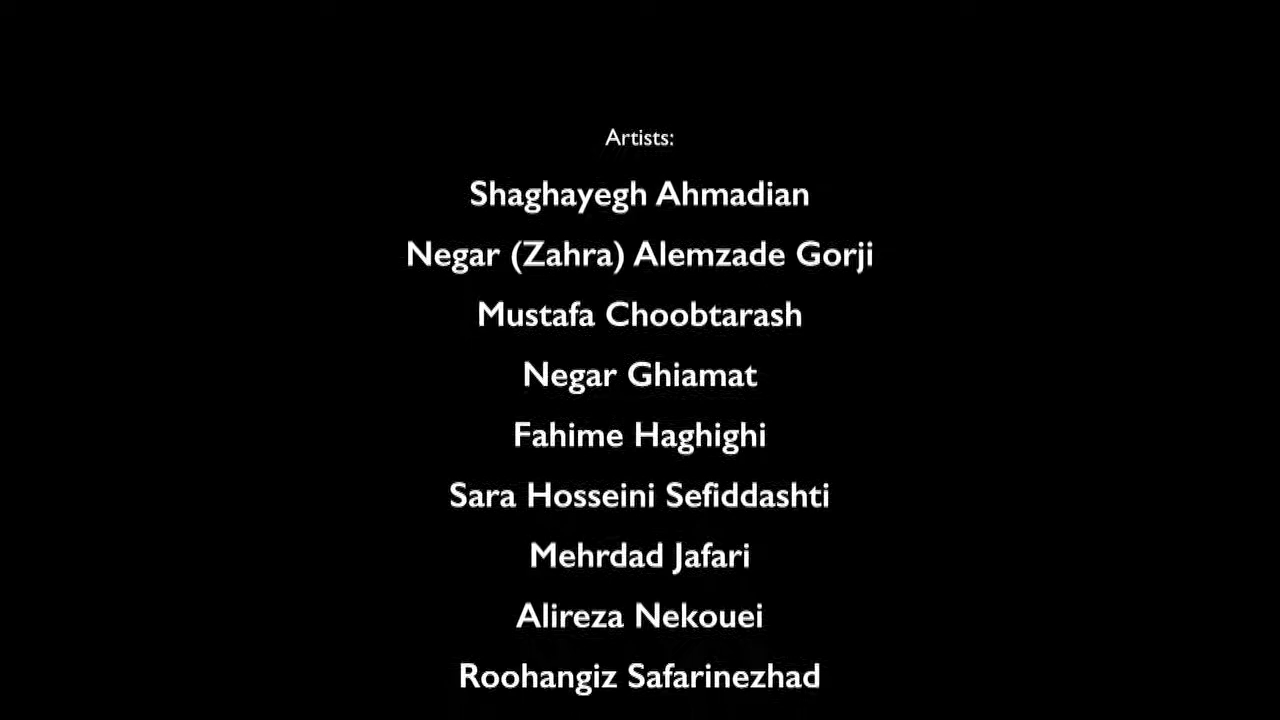 Artists:
Shaghayegh Ahmadian
Negar (Zahra) Alemzade Gorji
Mustafa Choobtarash
Negar Ghiamat
Fahime Haghighi
Sara Hosseini Sefiddashti
Mehrdad Jafari
Alireza Nekouei
Roohangiz Safarinezhad